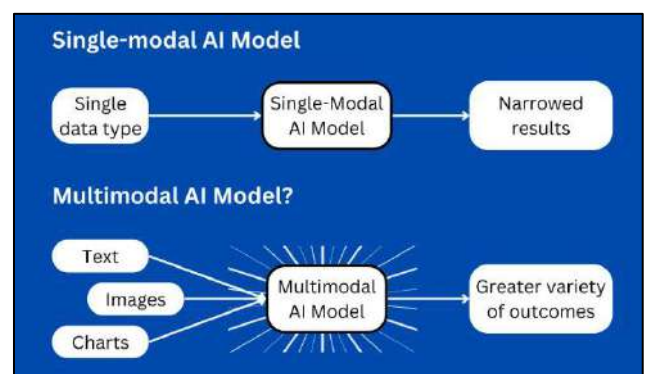 Single-modal AI Model
Single
data type
Single-Modal
AI Model
Narrowed
results
Multimodal AI Model?
Text
Images
Charts
Multimodal
AI Model
Greater variety
of outcomes